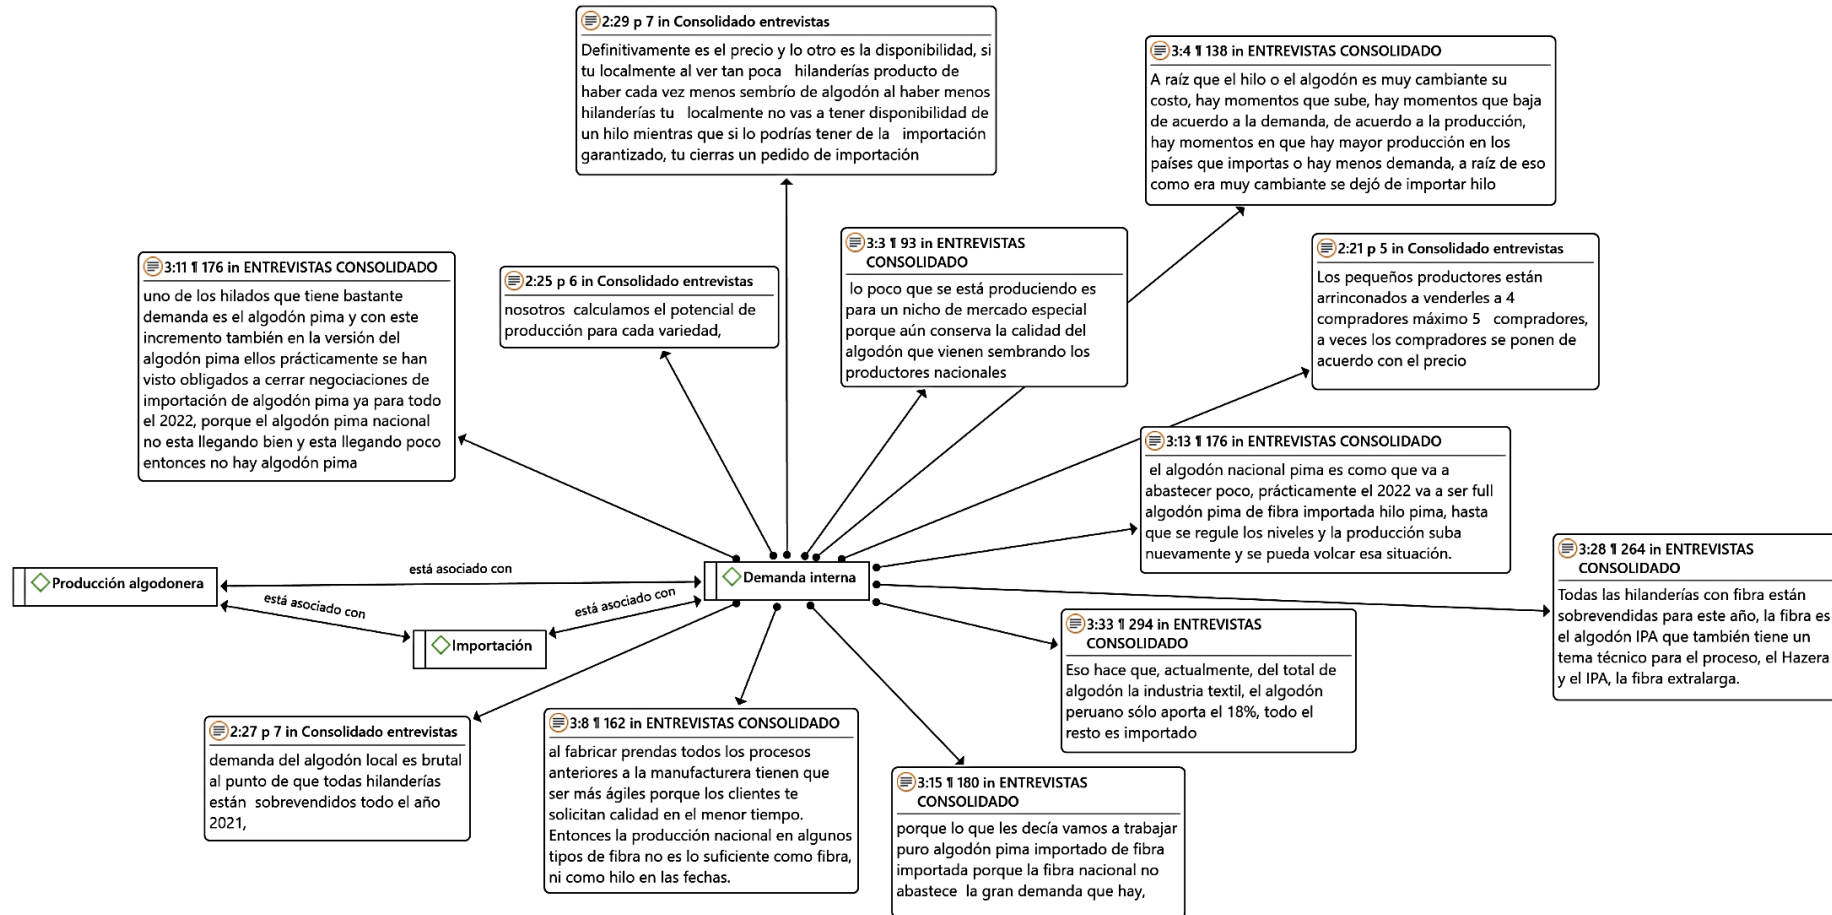 2:29 p 7 in Consolidado entrevistas
Definitivamente es el precio y lo otro es la disponibilidad, si
tu localmente al ver tan poca hilanderías producto de
haber cada vez menos sembrío de algodón al haber menos
hilanderías tu localmente no vas a tener disponibilidad de
un hilo mientras que si lo podrías tener de la importación
garantizado, tu cierras un pedido de importación
3:4 ¶ 138 in ENTREVISTAS CONSOLIDADO
A raíz que el hilo o el algodón es muy cambiante su
costo, hay momentos que sube, hay momentos que baja
de acuerdo a la demanda, de acuerdo a la producción,
hay momentos en que hay mayor producción en los
países que importas o hay menos demanda, a raíz de eso
como era muy cambiante se dejó de importar hilo
3:11 ¶ 176 in ENTREVISTAS CONSOLIDADO
uno de los hilados que tiene bastante
demanda es el algodón pima y con este
incremento también en la versión del
algodón pima ellos prácticamente se han
visto obligados a cerrar negociaciones de
importación de algodón pima ya para todo
el 2022, porque el algodón pima nacional
no esta llegando bien y esta llegando poco
entonces no hay algodón pima
2:25 p 6 in Consolidado entrevistas
nosotros calculamos el potencial de
producción para cada variedad,
3:3 ¶ 93 in ENTREVISTAS
CONSOLIDADO
lo poco que se está produciendo es
para un nicho de mercado especial
porque aún conserva la calidad del
algodón que vienen sembrando los
productores nacionales
2:21 p 5 in Consolidado entrevistas
Los pequeños productores están
arrinconados a venderles a 4
compradores máximo 5 compradores,
a veces los compradores se ponen de
acuerdo con el precio
3:13 ¶ 176 in ENTREVISTAS CONSOLIDADO
el algodón nacional pima es como que va a
abastecer poco, prácticamente el 2022 va a ser full
algodón pima de fibra importada hilo pima, hasta
que se regule los niveles y la producción suba
nuevamente y se pueda volcar esa situación.
3:28 ¶ 264 in ENTREVISTAS
CONSOLIDADO
Todas las hilanderías con fibra están
sobrevendidas para este año, la fibra es
el algodón IPA que también tiene un
tema técnico para el proceso, el Hazera
y el IPA, la fibra extralarga.
Producción algodonera
está asociado con
Demanda interna
está asociado con
está asociado con
Importación
3:33 ¶ 294 in ENTREVISTAS
CONSOLIDADO
Eso hace que, actualmente, del total de
algodón la industria textil, el algodón
peruano sólo aporta el 18%, todo el
resto es importado
2:27 p 7 in Consolidado entrevistas
demanda del algodón local es brutal
al punto de que todas hilanderías
están sobrevendidos todo el año
2021,
3:8 ¶ 162 in ENTREVISTAS CONSOLIDADO
al fabricar prendas todos los procesos
anteriores a la manufacturera tienen que
ser más ágiles porque los clientes te
solicitan calidad en el menor tiempo.
Entonces la producción nacional en algunos
tipos de fibra no es lo suficiente como fibra,
ni como hilo en las fechas.
3:15 ¶ 180 in ENTREVISTAS
CONSOLIDADO
porque lo que les decía vamos a trabajar
puro algodón pima importado de fibra
importada porque la fibra nacional no
abastece la gran demanda que hay,